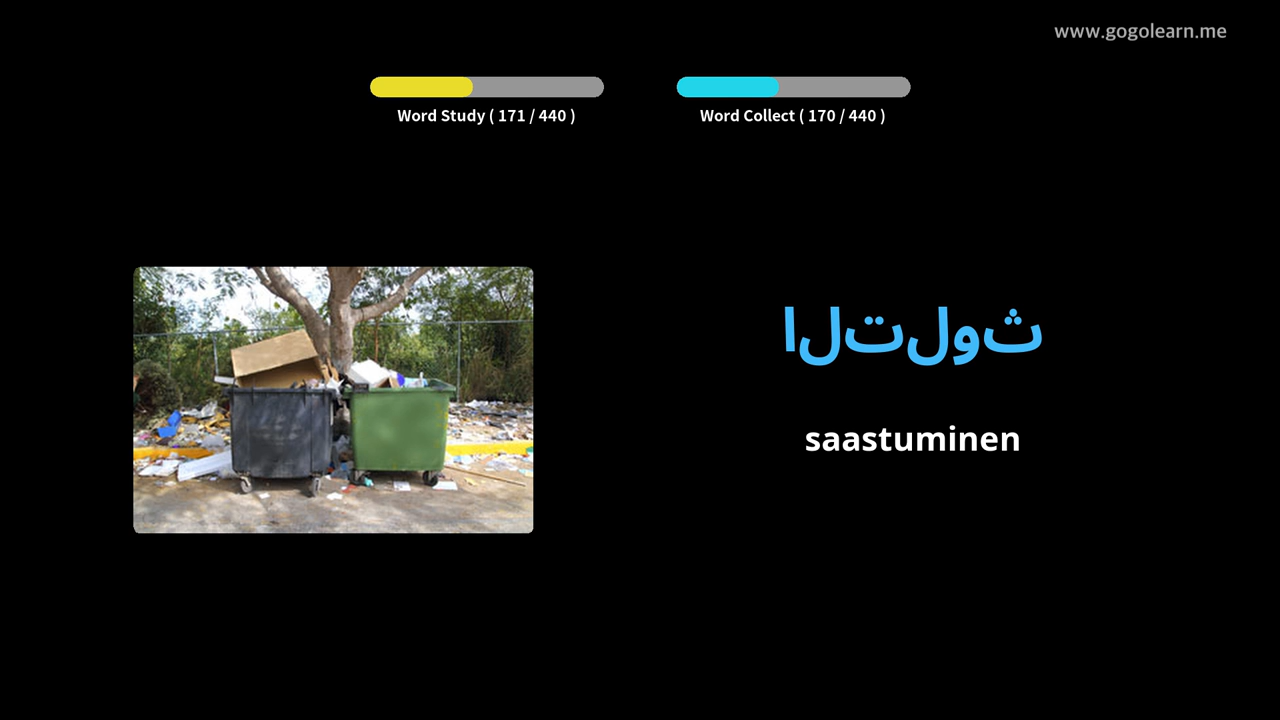 www.gogolearn.me
Word Study ( 171 / 440 )
Word Collect ( 170 / 440 )
التلوث
saastuminen